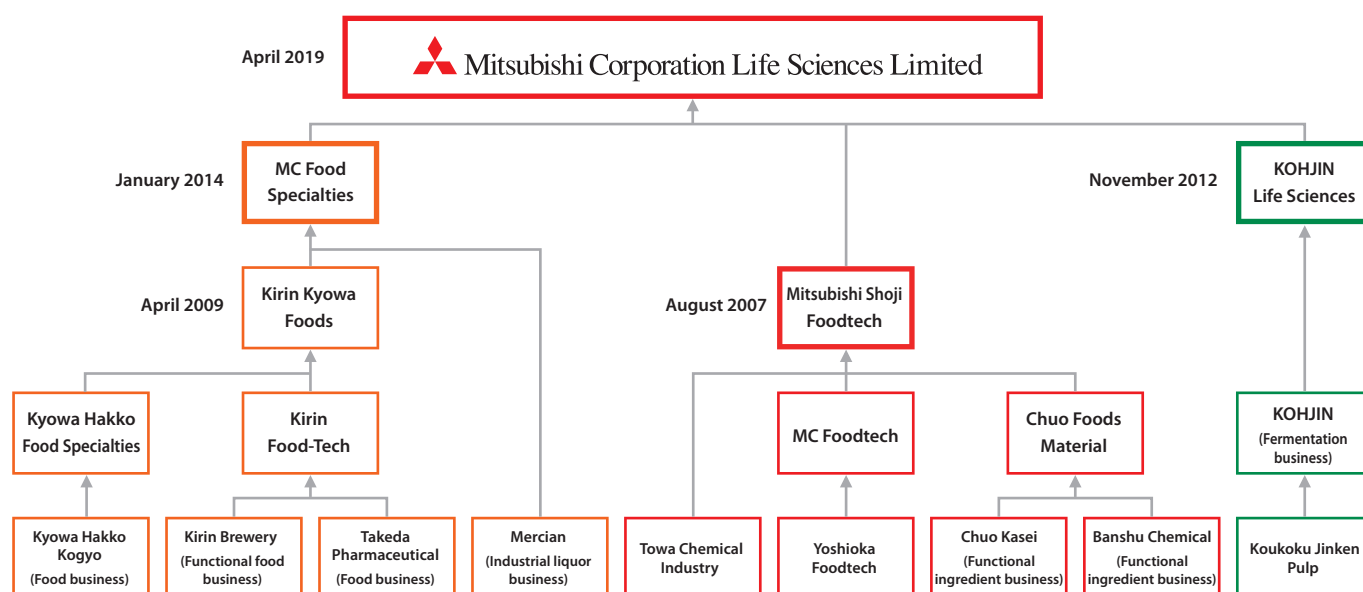 April 2019
Mitsubishi Corporation Life Sciences Limited
January 2014
MC Food
Specialties
November 2012
KOHJIN
Life Sciences
April 2009
Kirin Kyowa
Foods
August 2007
Mitsubishi Shoji
Foodtech
Kyowa Hakko
Food Specialties
Kirin
Food-Tech
MC Foodtech
Chuo Foods
Material
KOHJIN
(Fermentation
business)
Kyowa Hakko
Kogyo
(Food business)
Kirin Brewery
(Functional food
business)
Takeda
Pharmaceutical
(Food business)
Mercian
(Industrial liquor
business)
Towa Chemical
Industry
Yoshioka
Foodtech
Chuo Kasei
(Functional
ingredient business)
Banshu Chemical
(Functional
ingredient business)
Koukoku Jinken
Pulp